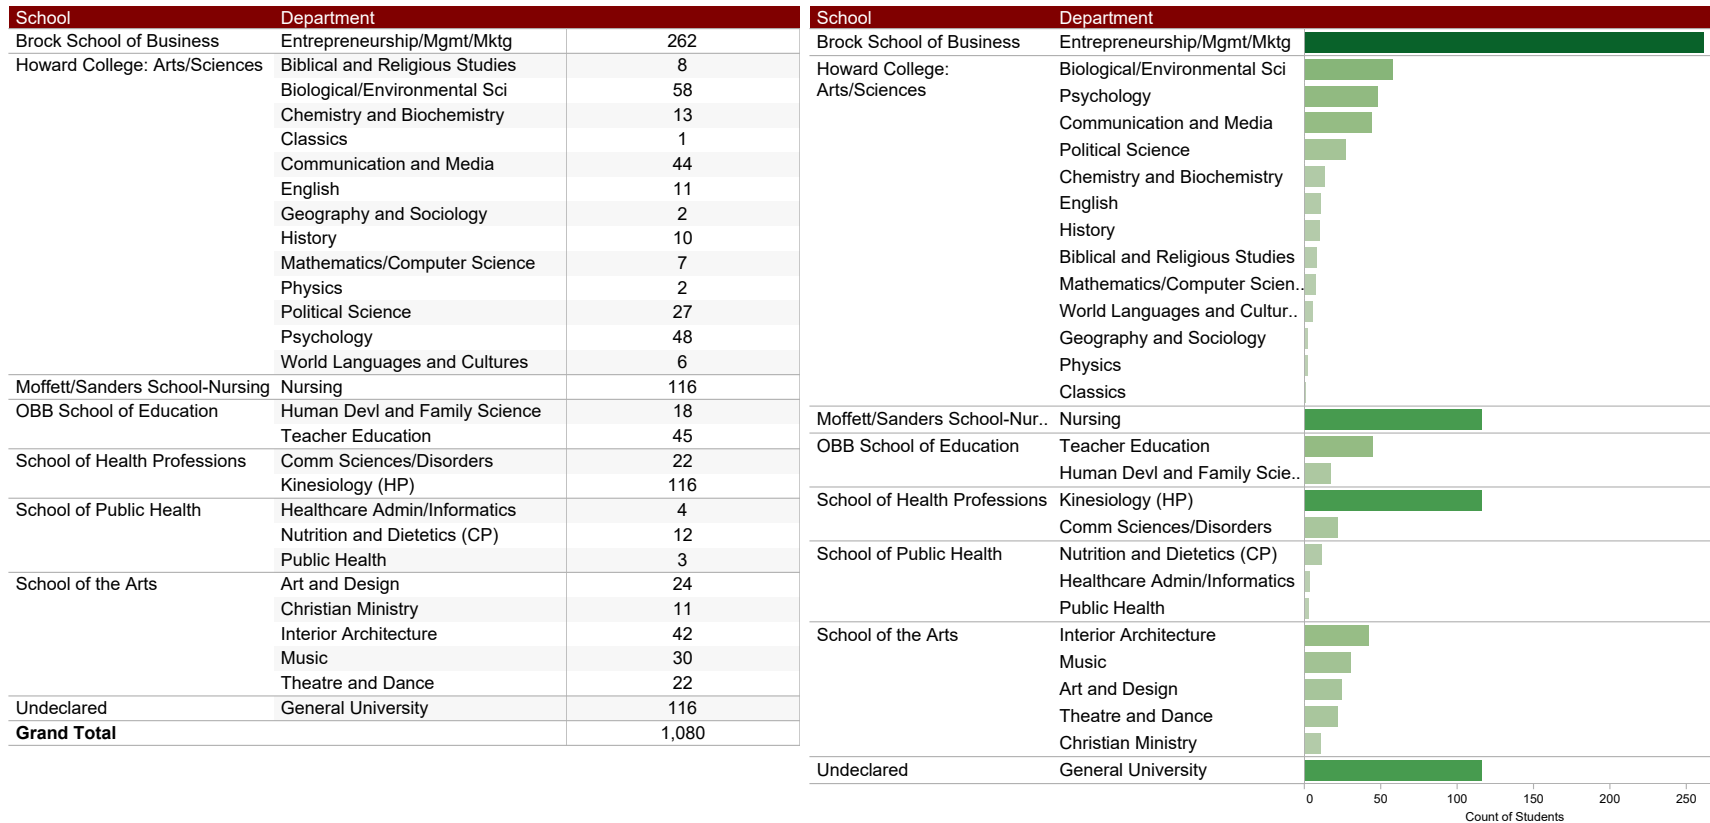 School Department
Brock School of Business Entrepreneurship/Mgmt/Mktg 262
Howard College: Arts/Sciences Biblical and Religious Studies 8
Biological/Environmental Sci 58
Chemistry and Biochemistry 13
Classics 1
Communication and Media 44
English 11
Geography and Sociology 2
History 10
Mathematics/Computer Science 7
Physics 2
Political Science 27
Psychology 48
World Languages and Cultures 6
Moffett/Sanders School-Nursing Nursing 116
OBB School of Education Human Devl and Family Science 18
Teacher Education 45
School of Health Professions Comm Sciences/Disorders 22
Kinesiology (HP) 116
School of Public Health Healthcare Admin/Informatics 4
Nutrition and Dietetics (CP) 12
Public Health 3
School of the Arts Art and Design 24
Christian Ministry 11
Interior Architecture 42
Music 30
Theatre and Dance 22
Undeclared General University 116
Grand Total 1,080
School Department
Brock School of Business Entrepreneurship/Mgmt/Mktg
Howard College: Biological/Environmental Sci
Arts/Sciences
Psychology
Communication and Media
Political Science
Chemistry and Biochemistry
English
History
Biblical and Religious Studies
Mathematics/Computer Scien..
World Languages and Cultur..
Geography and Sociology
Physics
Classics
Moffett/Sanders School-Nur.. Nursing
OBB School of Education Teacher Education
Human Devl and Family Scie..
School of Health Professions Kinesiology (HP)
Comm Sciences/Disorders
School of Public Health Nutrition and Dietetics (CP)
Healthcare Admin/Informatics
Public Health
School of the Arts Interior Architecture
Music
Art and Design
Theatre and Dance
Christian Ministry
Undeclared General University
0 50 100 150 200 250
Count of Students